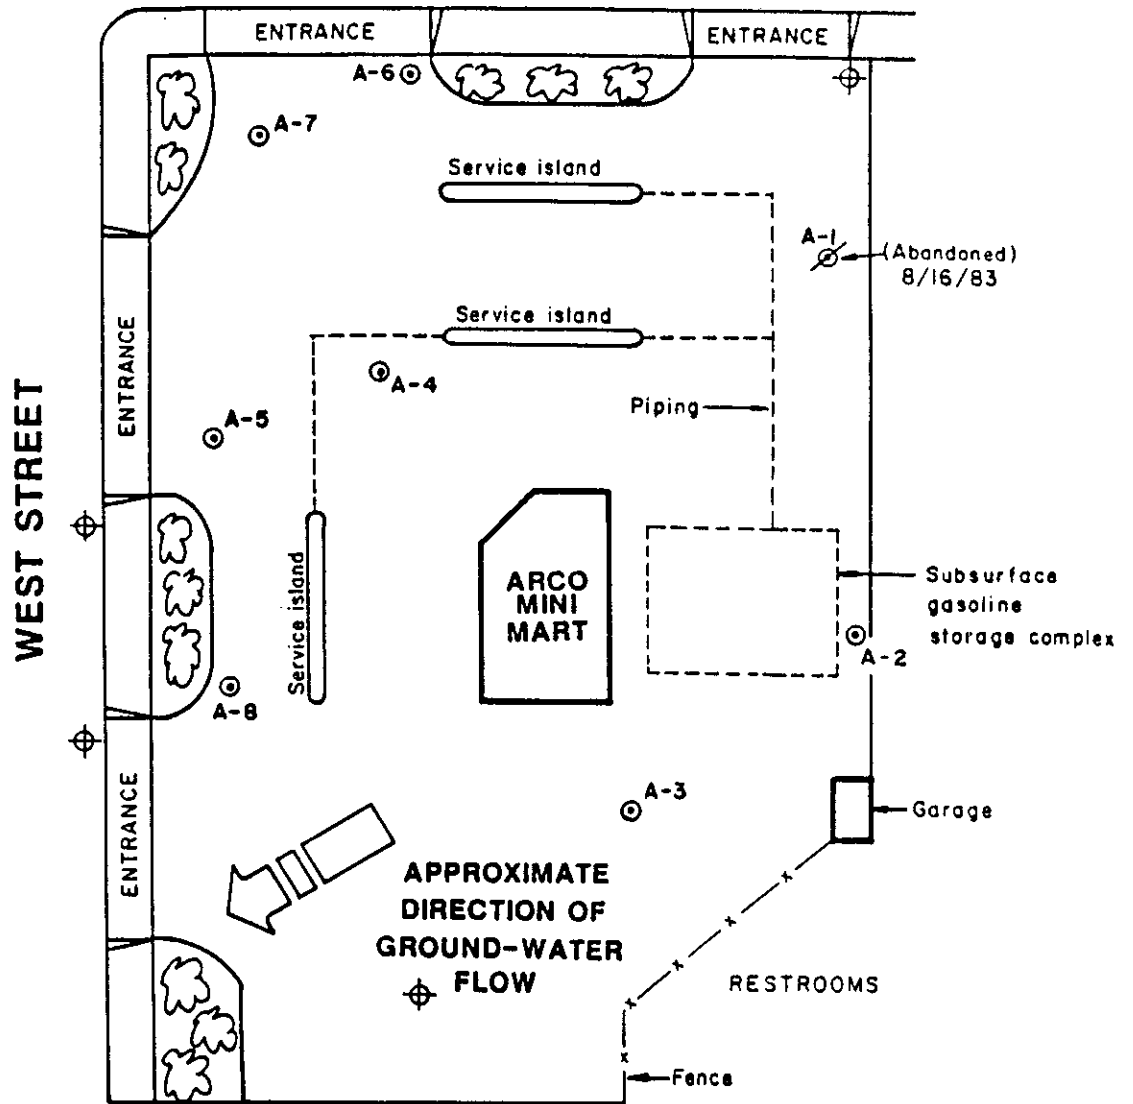 ENTRANCE
ENTRANCE
A-6
A-7
Service island
A-1
(Abandoned)
8/16/83
Service island
ENTRANCE
A-4
Piping
A-5
WEST STREET
ARCO
MINI
MART
Service island
Subsurface
gasoline
storage complex
A-2
A-8
A-3
Garage
ENTRANCE
APPROXIMATE
DIRECTION OF
GROUND-WATER
FLOW
RESTROOMS
Fence